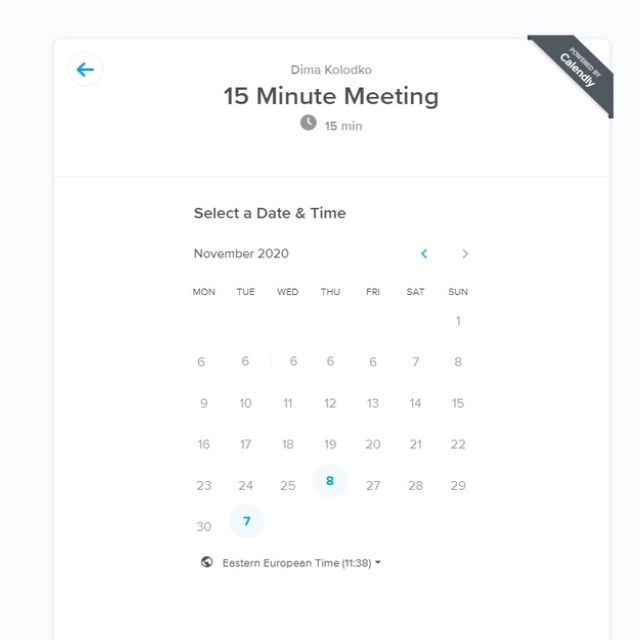 POWERED BY
Calendly
Dima Kolodko
15 Minute Meeting
15 min
Select a Date & Time
November 2020
MON TUE WED THU FRI SAT SUN
1
6 6 6 6 6 7 8
9 10 11 12 13 14 15
16 17 18 19 20 21 22
23 24 25 8 27 28 29
30 7
Eastern European Time (11:38)